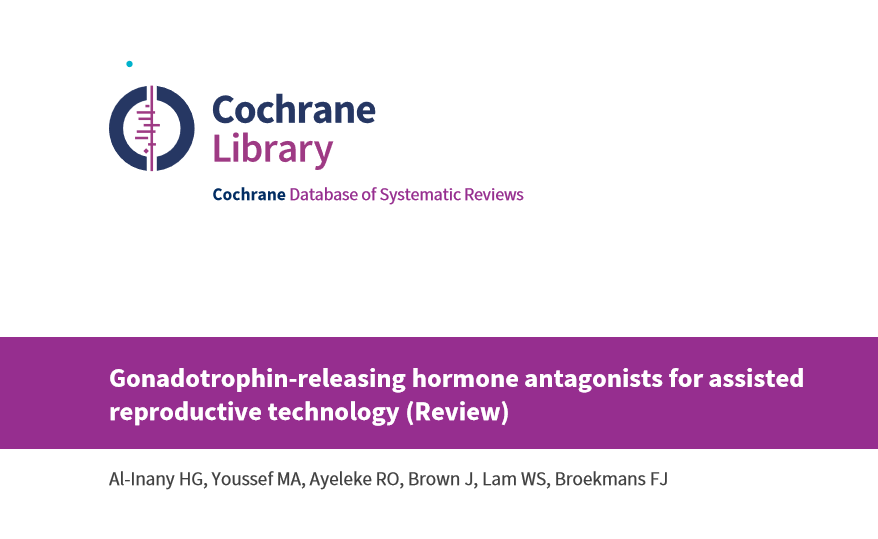 Cochrane
Library
Cochrane Database of Systematic Reviews
Gonadotrophin-releasing hormone antagonists for assisted
reproductive technology (Review)
Al-Inany HG, Youssef MA, Ayeleke RO, Brown J, Lam WS, Broekmans FJ